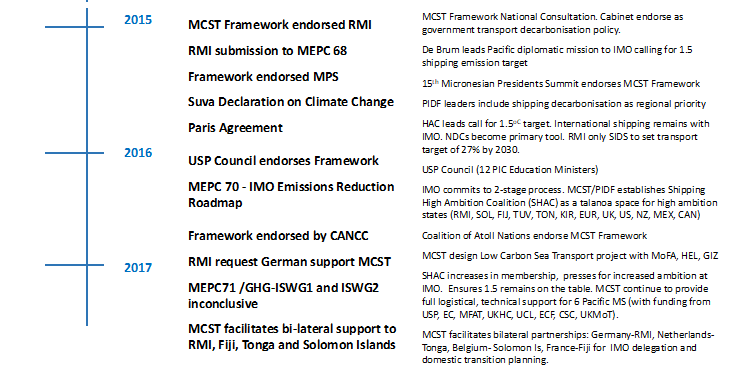 2015
MCST Framework endorsed RMI
MCST Framework National Consultation. Cabinet endorse as
government transport decarbonisation policy.
RMI submission to MEPC 68
De Brum leads Pacific diplomatic mission to IMO calling for 1.5
shipping emission target
Framework endorsed MPS
15th Micronesian Presidents Summit endorses MCST Framework
Suva Declaration on Climate Change
PIDF leaders include shipping decarbonisation as regional priority
Paris Agreement
HAC leads call for 1.5oC target. International shipping remains with
IMO. NDCs become primary tool. RMI only SIDS to set transport
target of 27% by 2030.
2016
USP Council endorses Framework
USP Council (12 PIC Education Ministers)
MEPC 70 - IMO Emissions Reduction
Roadmap
IMO commits to 2-stage process. MCST/PIDF establishes Shipping
High Ambition Coalition (SHAC) as a talanoa space for high ambition
states (RMI, SOL, FIJ, TUV, TON, KIR, EUR, UK, US, NZ, MEX, CAN)
Framework endorsed by CANCC
Coalition of Atoll Nations endorse MCST Framework
2017
RMI request German support MCST
MCST design Low Carbon Sea Transport project with MoFA, HEL, GIZ
MEPC71 /GHG-ISWG1 and ISWG2
inconclusive
SHAC increases in membership, presses for increased ambition at
IMO. Ensures 1.5 remains on the table. MCST continue to provide
full logistical, technical support for 6 Pacific MS (with funding from
USP, EC, MFAT, UKHC, UCL, ECF, CSC, UKMoT).
MCST facilitates bi-lateral support to
RMI, Fiji, Tonga and Solomon Islands
MCST facilitates bilateral partnerships: Germany-RMI, Netherlands-
Tonga, Belgium- Solomon Is, France-Fiji for IMO delegation and
domestic transition planning.